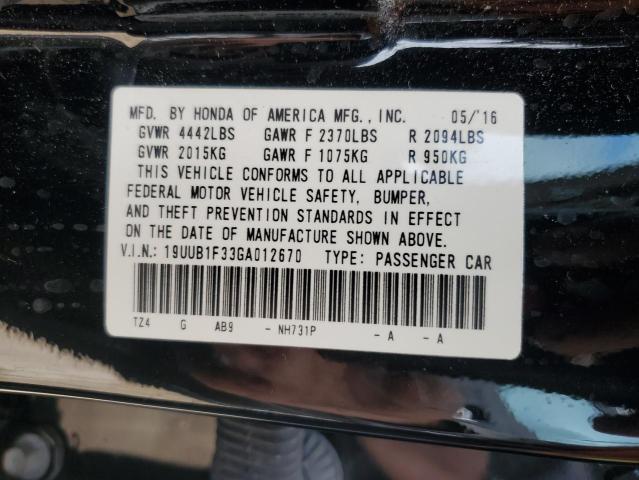 MFD. BY HONDA OF AMERICA MFG., INC. 05/'16
GVWR 4442LBS GAWR F 2370LBS R 2094LBS
GVWR 2015KG GAWR F 1075KG R 950KG
THIS VEHICLE CONFORMS TO ALL APPLICABLE
FEDERAL MOTOR VEHICLE SAFETY, BUMPER,
AND THEFT PREVENTION STANDARDS IN EFFECT
ON THE DATE OF MANUFACTURE SHOWN ABOVE.
V.I.N.: 19UUB1F33GA012670 TYPE: PASSENGER CAR
TZ4 G AB9 - NH731P - A - A